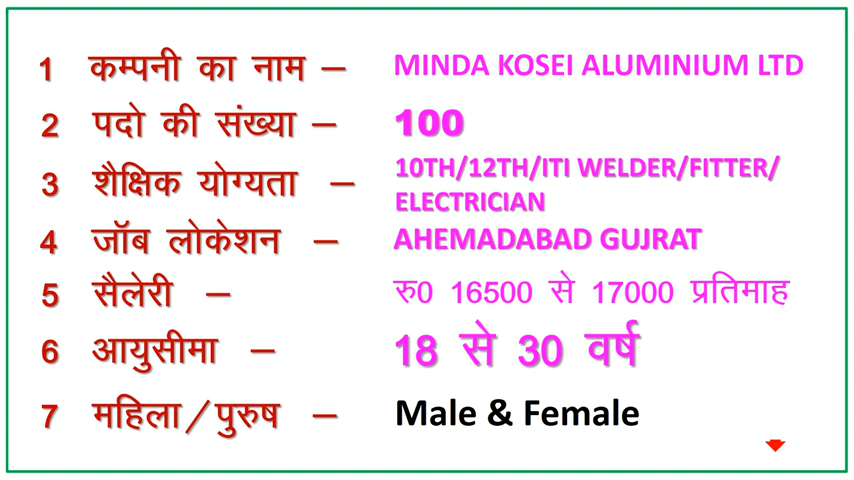 1 कम्पनी का नाम – MINDA KOSEI ALUMINIUM LTD
2 पदो की संख्या – 100
3 शैक्षिक योग्यता – 10TH/12TH/ITI WELDER/FITTER/
ELECTRICIAN
4 जॉब लोकेशन – AHEMADABAD GUJRAT
5 सैलेरी – रु0 16500 से 17000 प्रतिमाह
6 आयुसीमा – 18 से 30 वर्ष
7 महिला/पुरुष – Male & Female